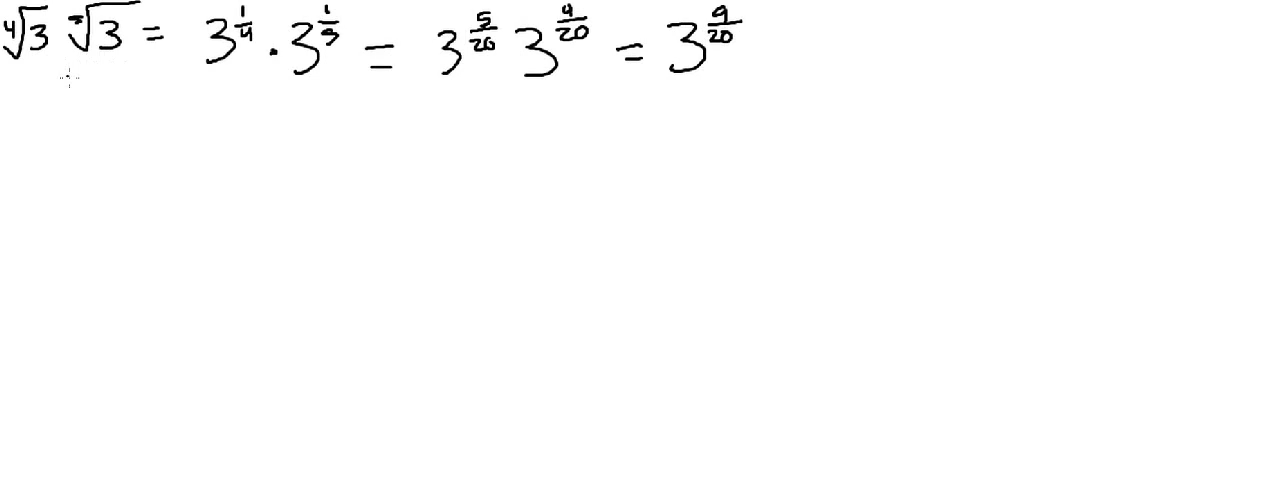 ⁴√3 ⁵√3 = 3^(1/4) · 3^(1/5) = 3^(5/20) 3^(4/20) = 3^(9/20)